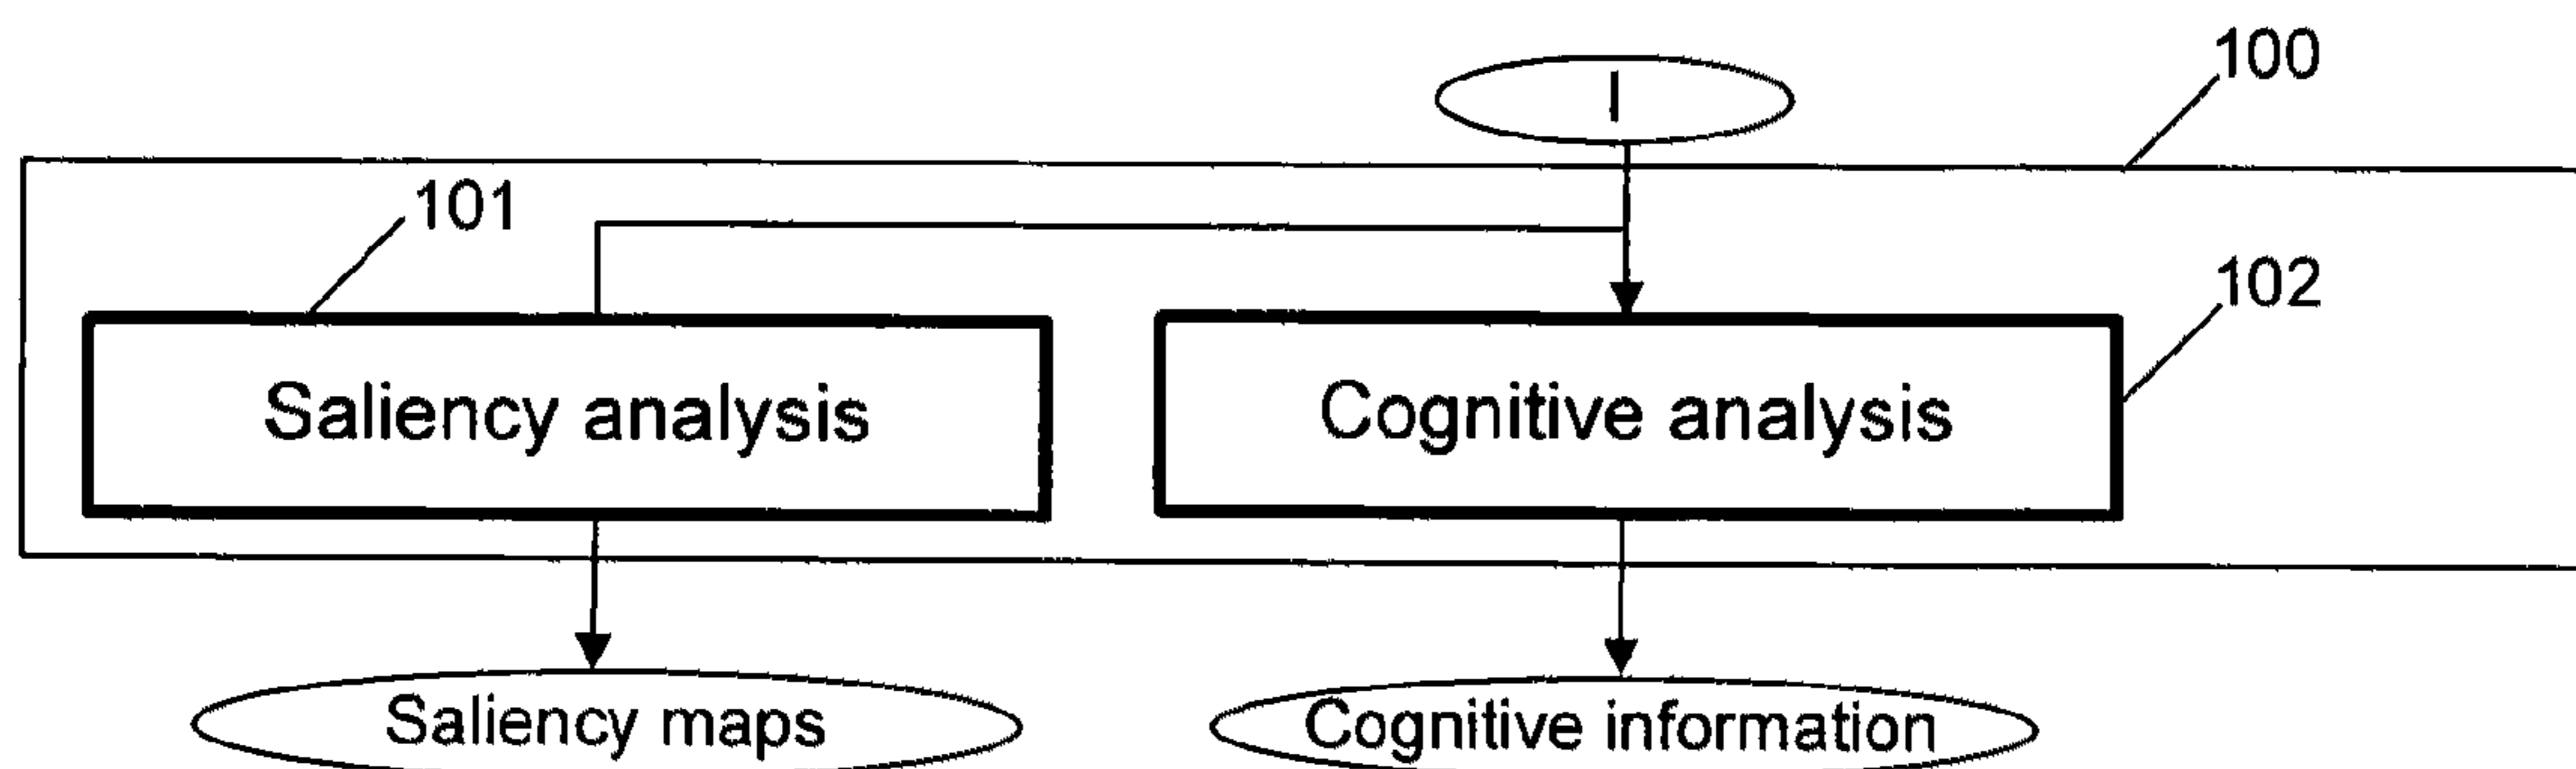 I
100
101
102
Saliency analysis
Cognitive analysis
Saliency maps
Cognitive information